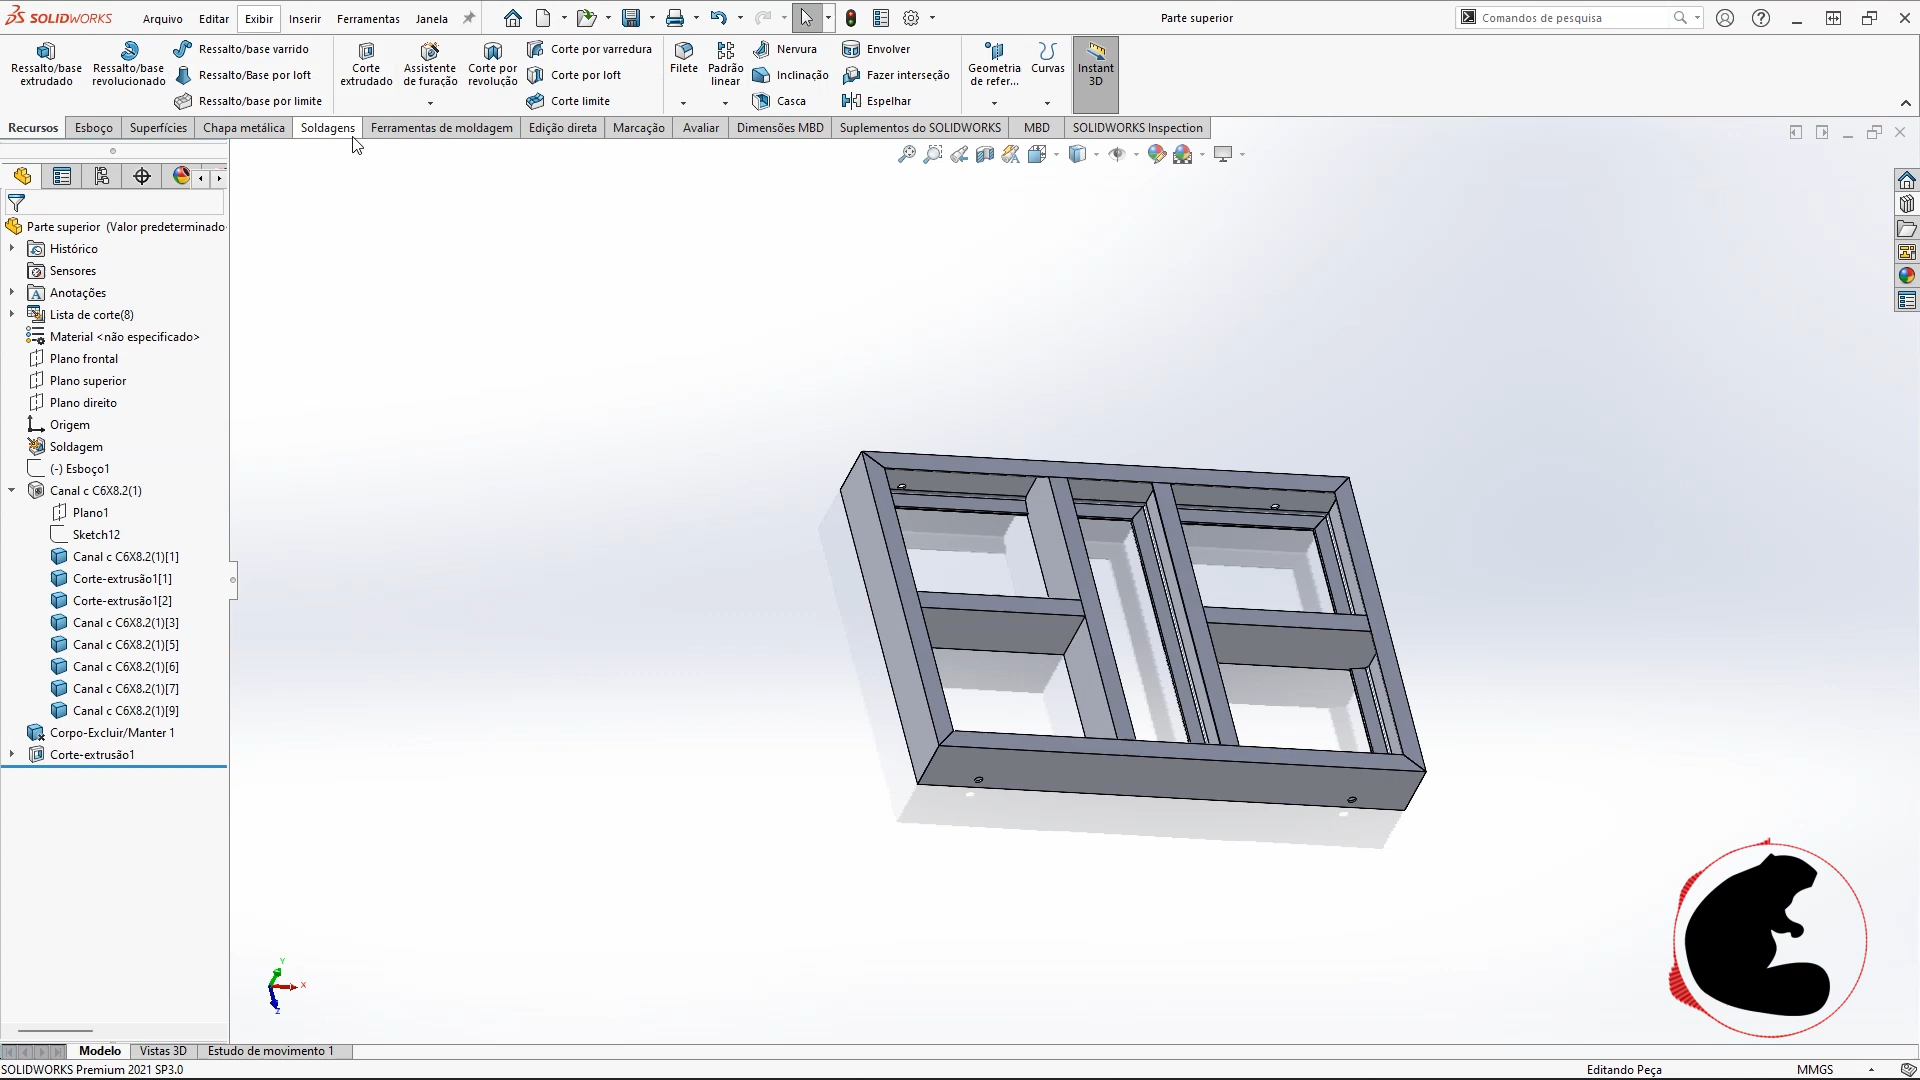 SOLIDWORKS Arquivo Editar Exibir Inserir Ferramentas Janela
Parte superior
Comandos de pesquisa
Ressalto/base extrudado
Ressalto/base revolucionado
Ressalto/base varrido
Ressalto/Base por loft
Ressalto/base por limite
Corte extrudado
Assistente de furação
Corte por revolução
Corte por varredura
Corte por loft
Corte limite
Filete
Padrão linear
Nervura
Inclinação
Casca
Envolver
Fazer interseção
Espelhar
Geometria de refer...
Curvas
Instant 3D
Recursos Esboço Superfícies Chapa metálica Soldagens Ferramentas de moldagem Edição direta Marcação Avaliar Dimensões MBD Suplementos do SOLIDWORKS MBD SOLIDWORKS Inspection
Parte superior (Valor predeterminado
Histórico
Sensores
Anotações
Lista de corte(8)
Material <não especificado>
Plano frontal
Plano superior
Plano direito
Origem
Soldagem
(-) Esboço1
Canal c C6X8.2(1)
Plano1
Sketch12
Canal c C6X8.2(1)[1]
Corte-extrusão1[1]
Corte-extrusão1[2]
Canal c C6X8.2(1)[3]
Canal c C6X8.2(1)[5]
Canal c C6X8.2(1)[6]
Canal c C6X8.2(1)[7]
Canal c C6X8.2(1)[9]
Corpo-Excluir/Manter 1
Corte-extrusão1
Y
X
Z
Modelo Vistas 3D Estudo de movimento 1
SOLIDWORKS Premium 2021 SP3.0
Editando Peça
MMGS